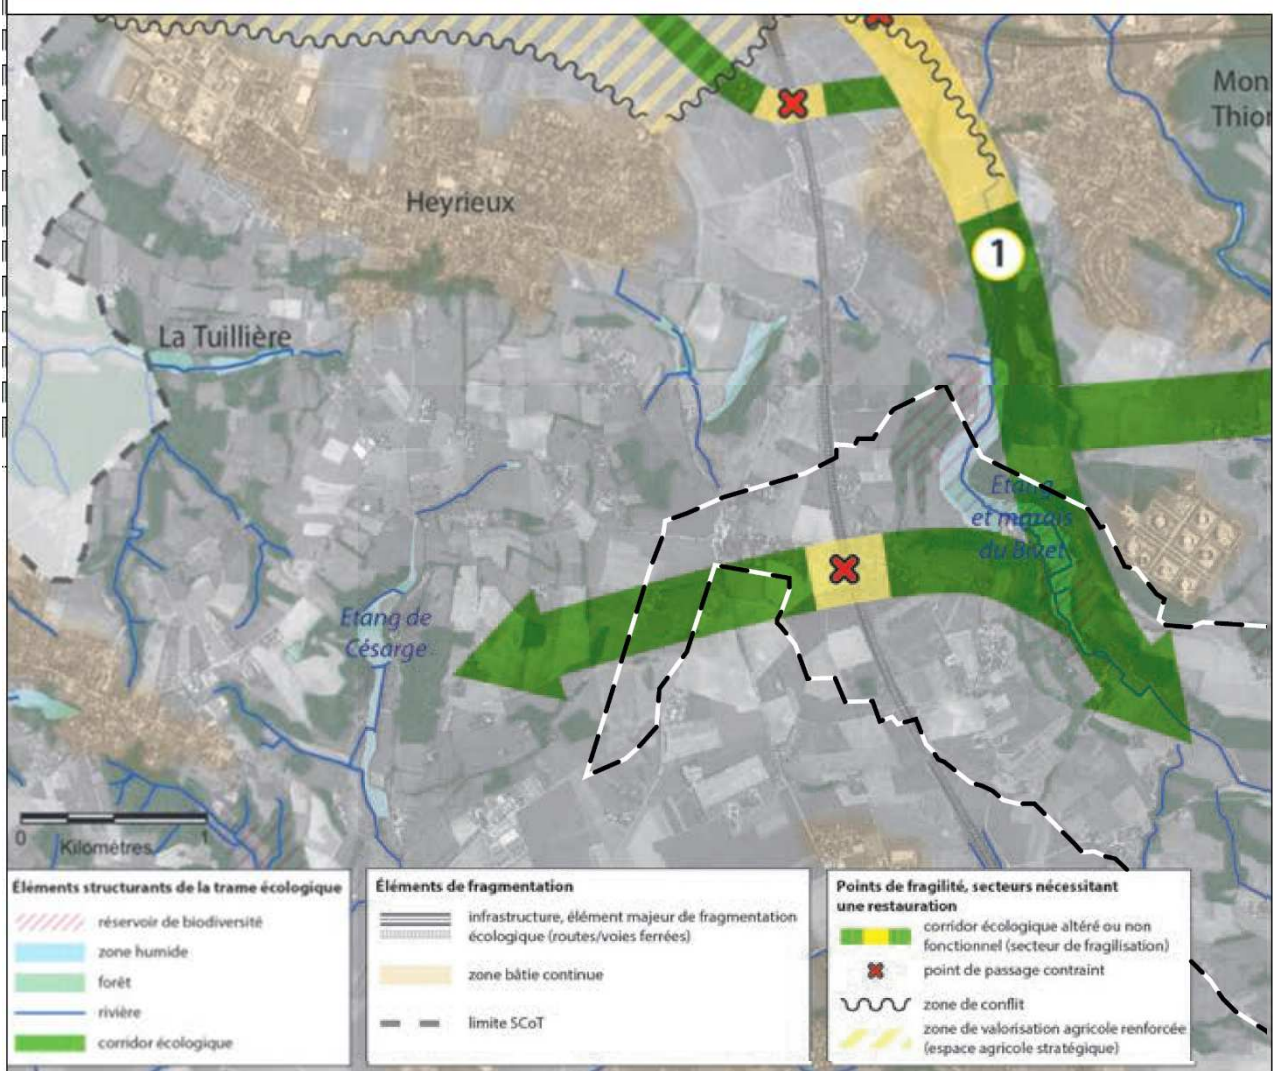 Mon
Thior
Heyrieux
1
La Tuillière
Etang
et marais
du Bivet
Etang de
Césarge
0
1
Kilomètres
Éléments structurants de la trame écologique
réservoir de biodiversité
zone humide
forêt
rivière
corridor écologique
Éléments de fragmentation
infrastructure, élément majeur de fragmentation
écologique (routes/voies ferrées)
zone bâtie continue
limite SCoT
Points de fragilité, secteurs nécessitant
une restauration
corridor écologique altéré ou non
fonctionnel (secteur de fragilisation)
point de passage contraint
zone de conflit
zone de valorisation agricole renforcée
(espace agricole stratégique)